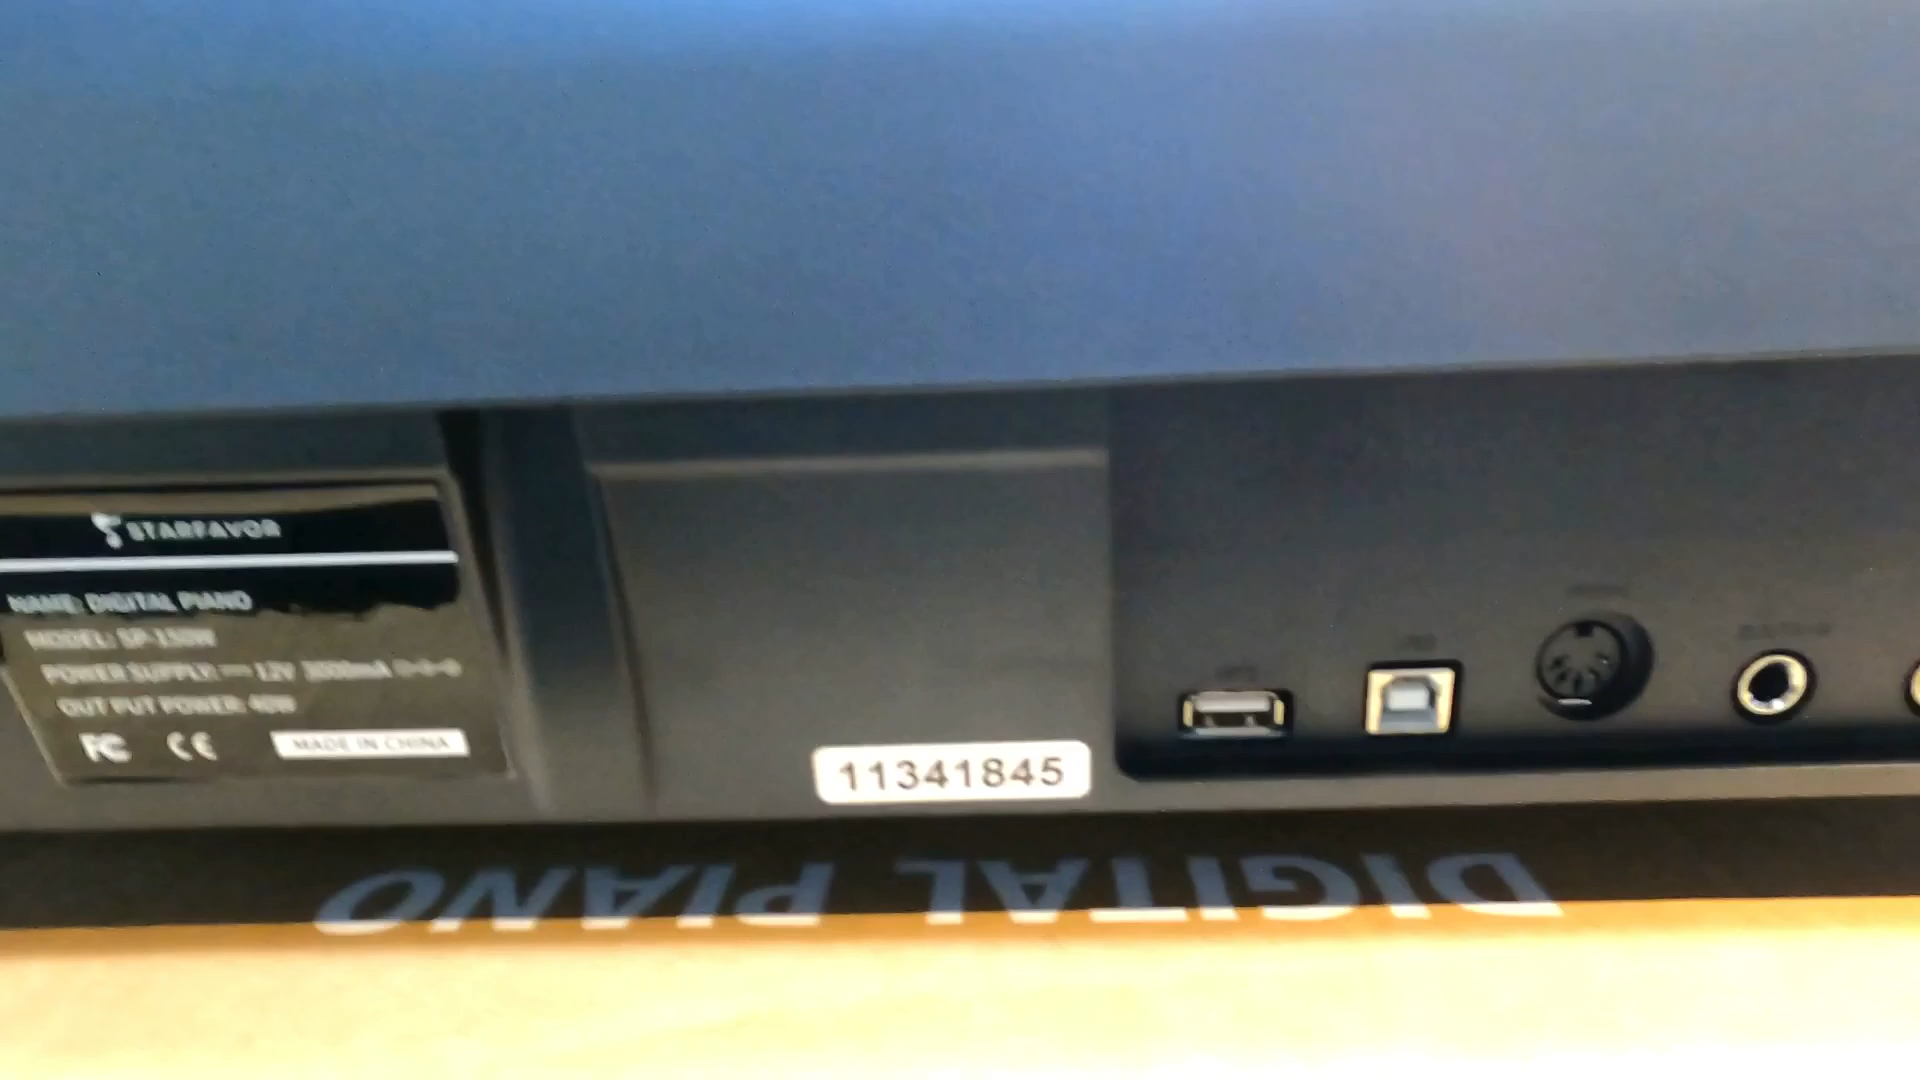 STARFAVOR
NAME: DIGITAL PIANO
MODEL: SP-150W
POWER SUPPLY: 12V
OUT PUT POWER: 40W
FC CE MADE IN CHINA
11341845
DIGITAL PIANO